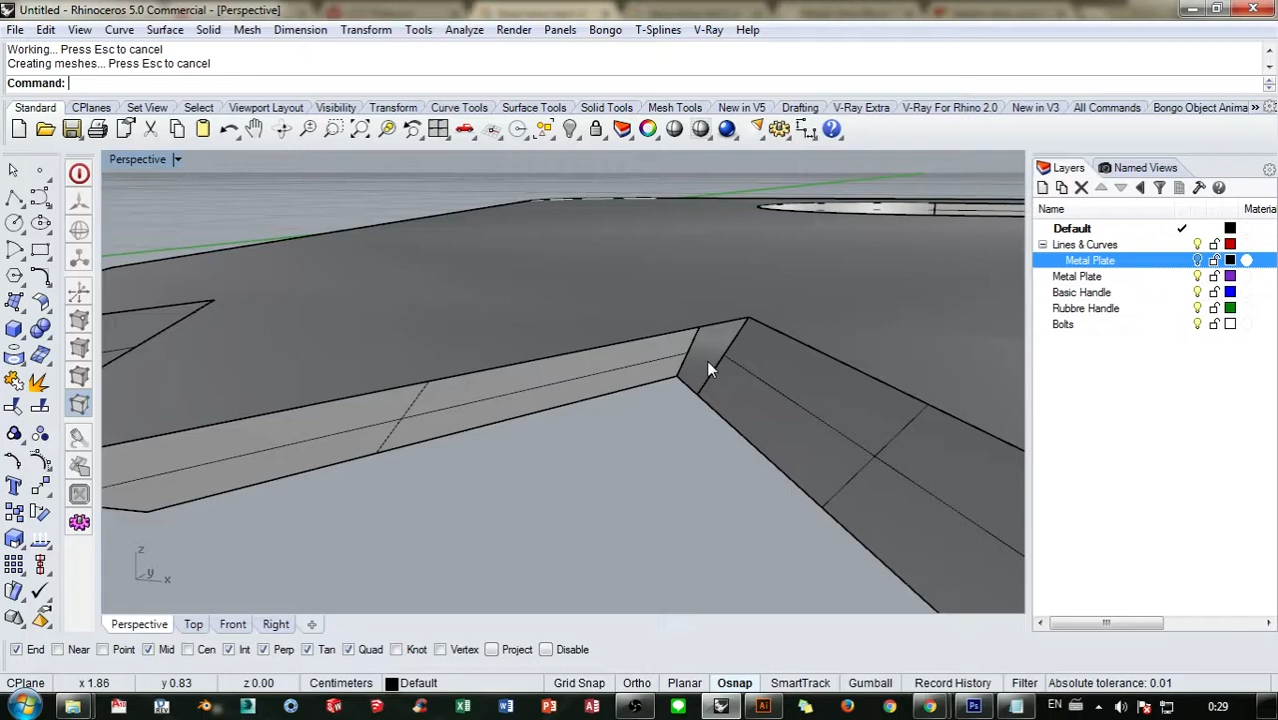 Untitled - Rhinoceros 5.0 Commercial - [Perspective]
File Edit View Curve Surface Solid Mesh Dimension Transform Tools Analyze Render Panels Bongo T-Splines V-Ray Help
Working... Press Esc to cancel
Creating meshes... Press Esc to cancel
Command:
Standard CPlanes Set View Select Display Viewport Layout Visibility Transform Curve Tools Surface Tools Solid Tools Mesh Tools New in V5 Drafting V-Ray Extra V-Ray For Rhino 2.0 New in V3 All Commands Bongo Object Anima
Perspective
Layers Named Views
Name Materia
Default
Lines & Curves
Metal Plate
Metal Plate
Basic Handle
Rubbre Handle
Bolts
z
y x
Perspective Top Front Right
End Near Point Mid Cen Int Perp Tan Quad Knot Vertex Project Disable
CPlane x 1.86 y 0.83 z 0.00 Centimeters Default Grid Snap Ortho Planar Osnap SmartTrack Gumball Record History Filter Absolute tolerance: 0.01
EN 0:29